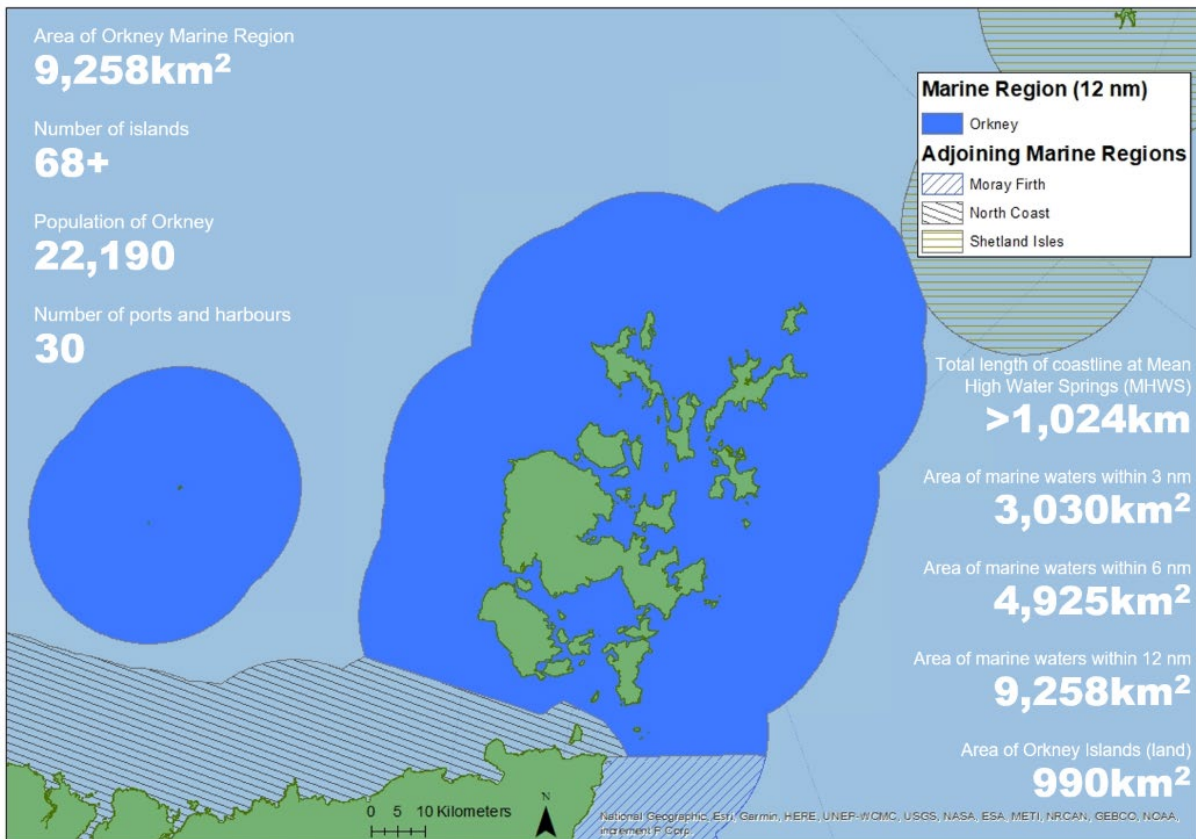 Area of Orkney Marine Region
9,258km²
Number of islands
68+
Population of Orkney
22,190
Number of ports and harbours
30
Marine Region (12 nm)
Orkney
Adjoining Marine Regions
Moray Firth
North Coast
Shetland Isles
Total length of coastline at Mean
High Water Springs (MHWS)
>1,024km
Area of marine waters within 3 nm
3,030km²
Area of marine waters within 6 nm
4,925km²
Area of marine waters within 12 nm
9,258km²
Area of Orkney Islands (land)
990km²
0 5 10 Kilometers
N
National Geographic, Esri, Garmin, HERE, UNEP-WCMC, USGS, NASA, ESA, METI, NRCAN, GEBCO, NOAA,
increment P Corp.